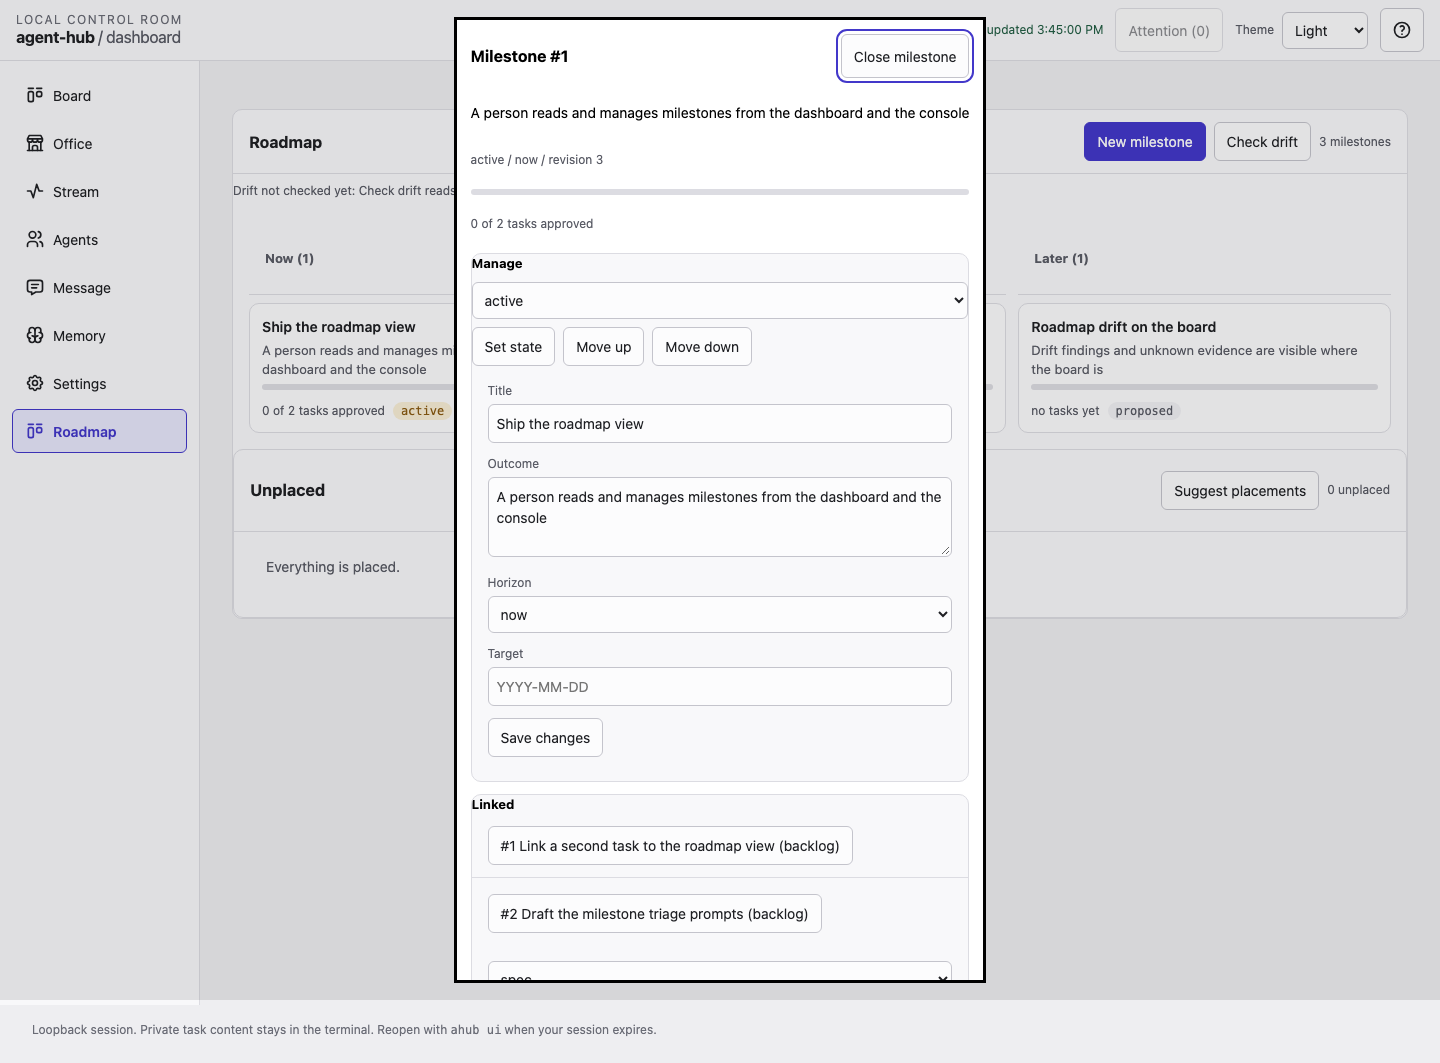 LOCAL CONTROL ROOM
agent-hub / dashboard
updated 3:45:00 PM
Attention (0)
Theme
Light
Board
Office
Stream
Agents
Message
Memory
Settings
Roadmap
Roadmap
New milestone
Check drift
3 milestones
Drift not checked yet: Check drift reads
Now (1)
Later (1)
Ship the roadmap view
A person reads and manages
dashboard and the console
0 of 2 tasks approved
active
Roadmap drift on the board
Drift findings and unknown evidence are visible where
the board is
no tasks yet
proposed
Unplaced
Suggest placements
0 unplaced
Everything is placed.
Milestone #1
Close milestone
A person reads and manages milestones from the dashboard and the console
active / now / revision 3
0 of 2 tasks approved
Manage
active
Set state
Move up
Move down
Title
Ship the roadmap view
Outcome
A person reads and manages milestones from the dashboard and the
console
Horizon
now
Target
YYYY-MM-DD
Save changes
Linked
#1 Link a second task to the roadmap view (backlog)
#2 Draft the milestone triage prompts (backlog)
Loopback session. Private task content stays in the terminal. Reopen with ahub ui when your session expires.